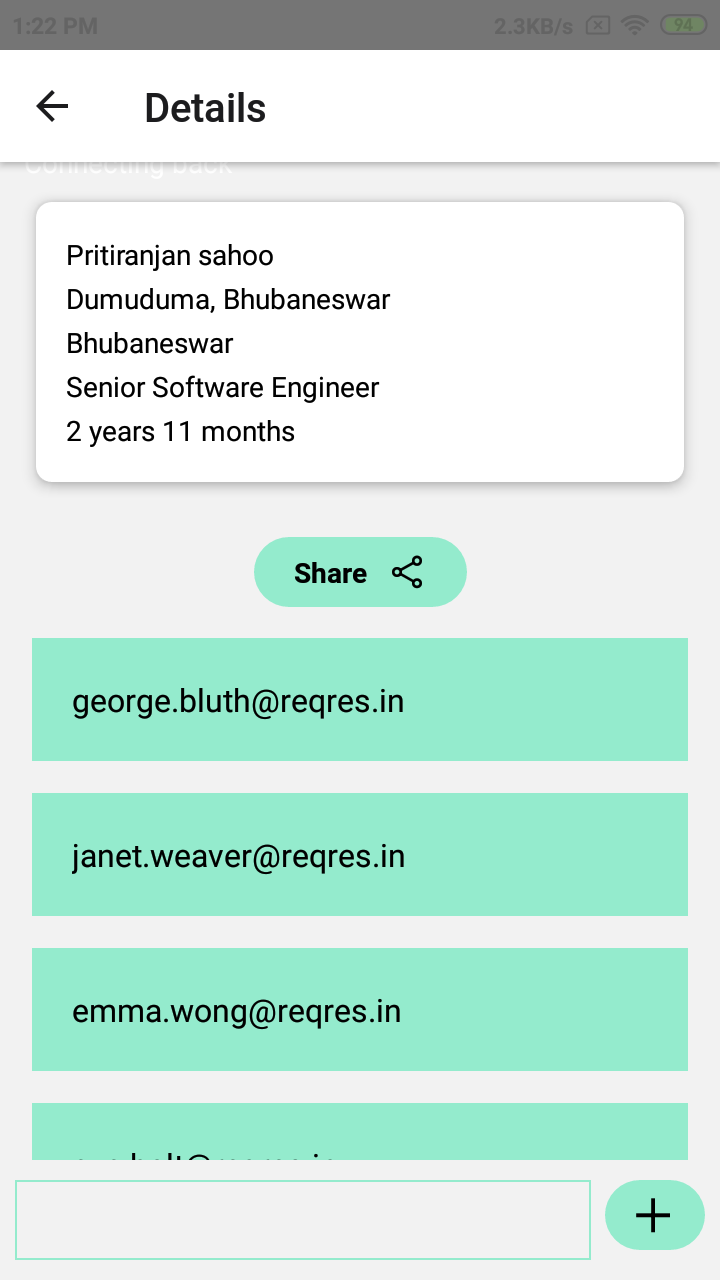 1:22 PM 2.3KB/s 94
Details
Connecting back
Pritiranjan sahoo
Dumuduma, Bhubaneswar
Bhubaneswar
Senior Software Engineer
2 years 11 months
Share
george.bluth@reqres.in
janet.weaver@reqres.in
emma.wong@reqres.in